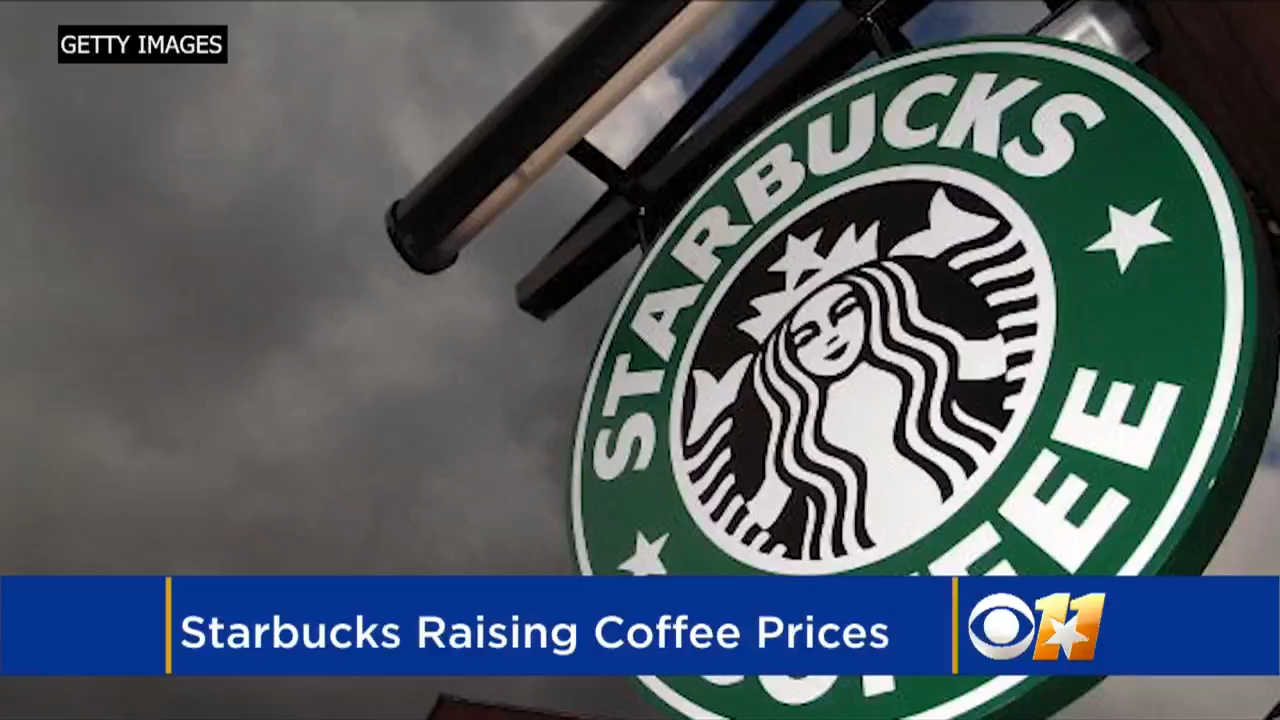 GETTY IMAGES
STARBUCKS
COFFEE
Starbucks Raising Coffee Prices
11